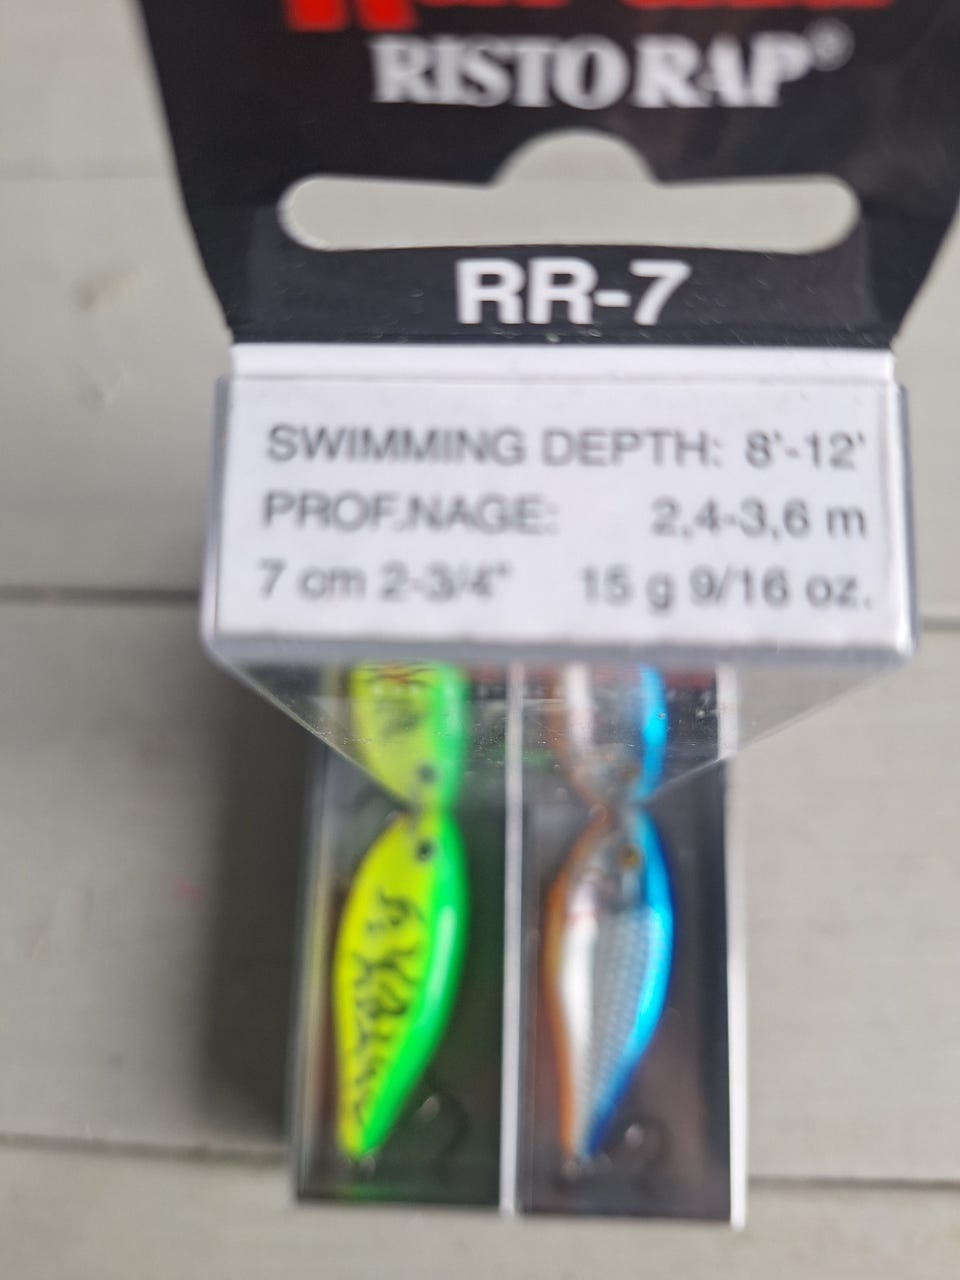 RISTO RAP®
RR-7
SWIMMING DEPTH: 8'-12'
PROF.NAGE: 2,4-3,6 m
7 cm 2-3/4" 15 g 9/16 oz.